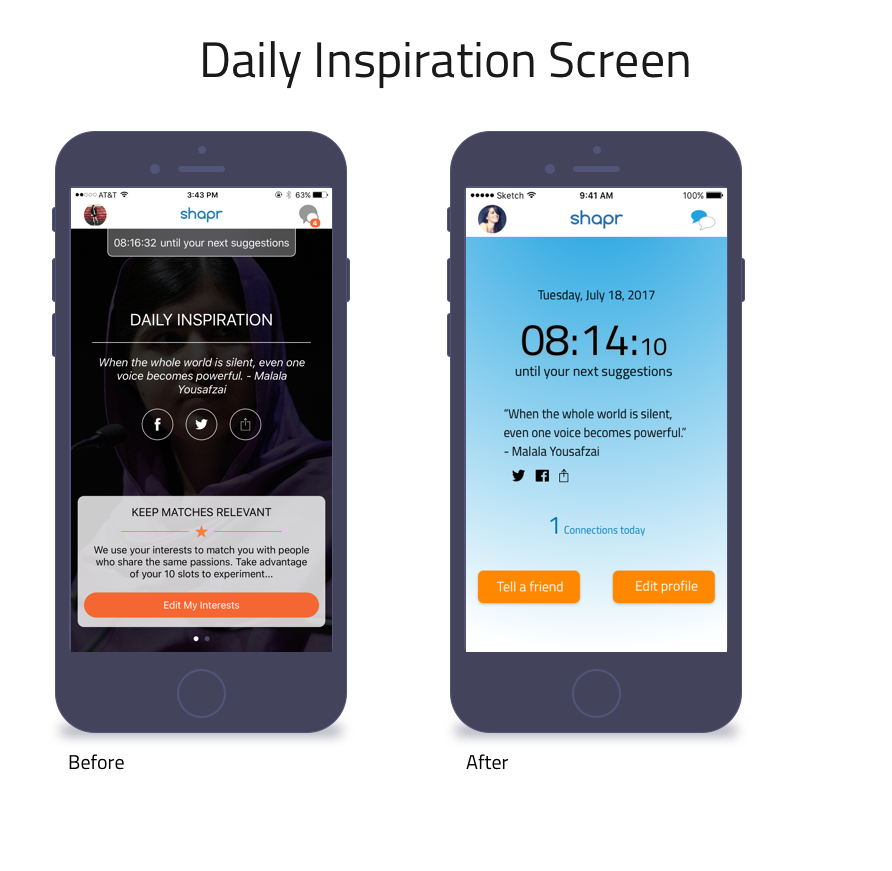 Daily Inspiration Screen
AT&T 3:43 PM 63%
shapr
4
08:16:32 until your next suggestions
DAILY INSPIRATION
When the whole world is silent, even one
voice becomes powerful. - Malala
Yousafzai
f
KEEP MATCHES RELEVANT
We use your interests to match you with people
who share the same passions. Take advantage
of your 10 slots to experiment...
Edit My Interests
Before
Sketch 9:41 AM 100%
shapr
Tuesday, July 18, 2017
08:14:10
until your next suggestions
“When the whole world is silent,
even one voice becomes powerful.”
- Malala Yousafzai
1 Connections today
Tell a friend Edit profile
After